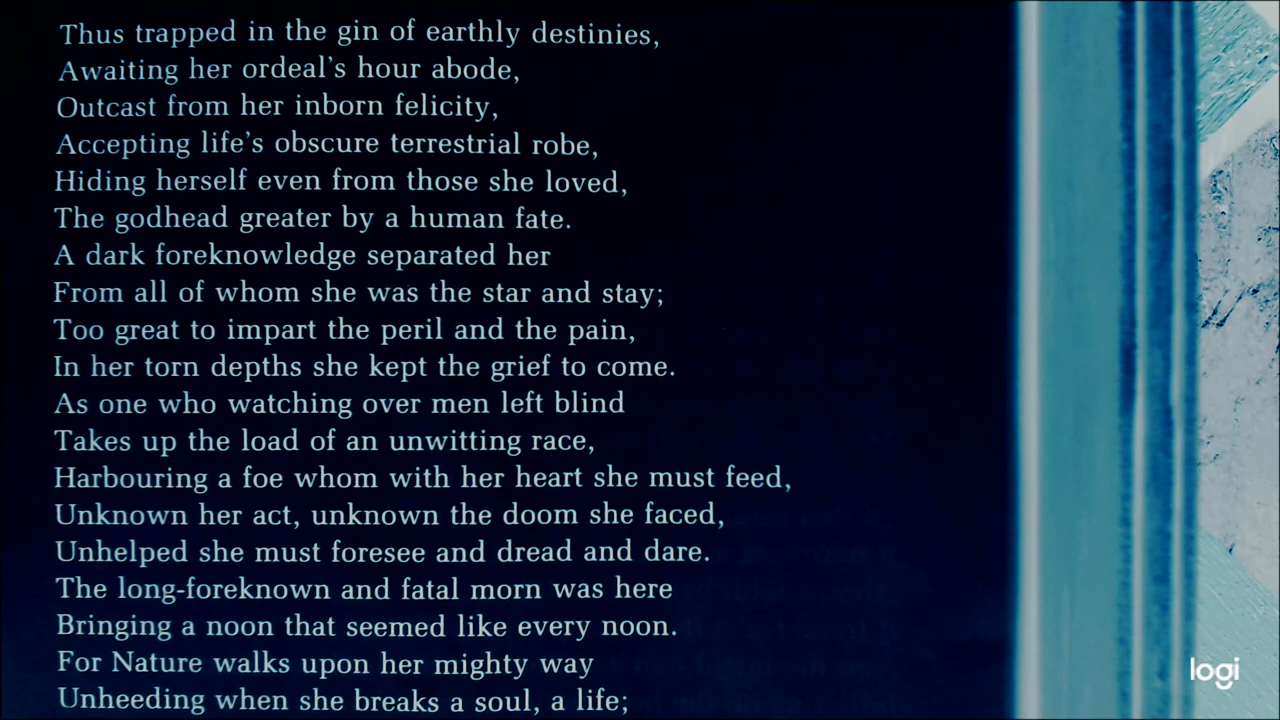 Thus trapped in the gin of earthly destinies,
Awaiting her ordeal's hour abode,
Outcast from her inborn felicity,
Accepting life's obscure terrestrial robe,
Hiding herself even from those she loved,
The godhead greater by a human fate.
A dark foreknowledge separated her
From all of whom she was the star and stay;
Too great to impart the peril and the pain,
In her torn depths she kept the grief to come.
As one who watching over men left blind
Takes up the load of an unwitting race,
Harbouring a foe whom with her heart she must feed,
Unknown her act, unknown the doom she faced,
Unhelped she must foresee and dread and dare.
The long-foreknown and fatal morn was here
Bringing a noon that seemed like every noon.
For Nature walks upon her mighty way
Unheeding when she breaks a soul, a life;
logi